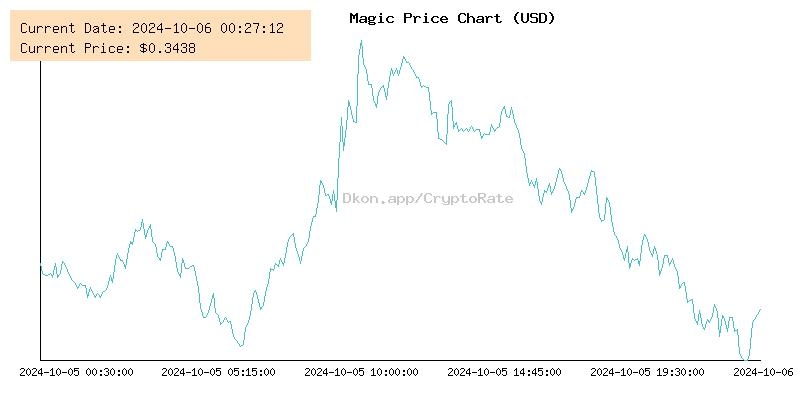 Magic Price Chart (USD)
Current Date: 2024-10-06 00:27:12
Current Price: $0.3438
Dkon.app/CryptoRate
2024-10-05 00:30:00 2024-10-05 05:15:00 2024-10-05 10:00:00 2024-10-05 14:45:00 2024-10-05 19:30:00 2024-10-06